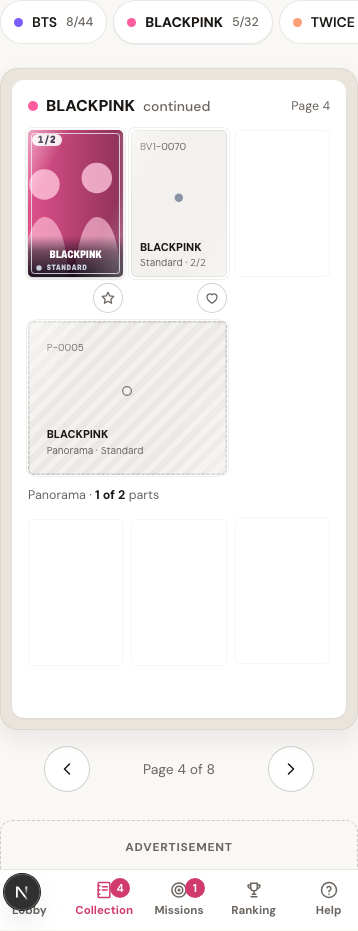 BTS 8/44 BLACKPINK 5/32 TWICE
BLACKPINK continued Page 4
1/2
BLACKPINK
STANDARD
BV1-0070
BLACKPINK
Standard · 2/2
P-0005
BLACKPINK
Panorama · Standard
Panorama · 1 of 2 parts
Page 4 of 8
ADVERTISEMENT
N
4 1
Lobby Collection Missions Ranking Help